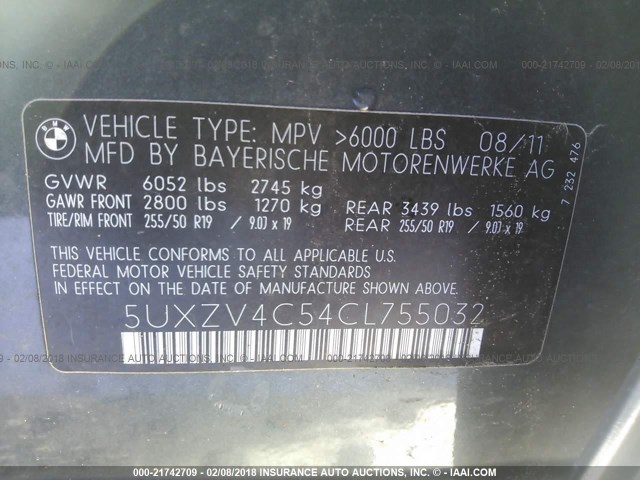 BMW
VEHICLE TYPE: MPV >6000 LBS 08/11
MFD BY BAYERISCHE MOTORENWERKE AG
GVWR 6052 lbs 2745 kg
GAWR FRONT 2800 lbs 1270 kg REAR 3439 lbs 1560 kg
TIRE/RIM FRONT 255/50 R19 / 9.0J x 19 REAR 255/50 R19 / 9.0J x 19
THIS VEHICLE CONFORMS TO ALL APPLICABLE U.S.
FEDERAL MOTOR VEHICLE SAFETY STANDARDS
IN EFFECT ON THE DATE OF MANUFACTURE SHOWN ABOVE.
5UXZV4C54CL755032
7 232 476
000-21742709 - 02/08/2018 INSURANCE AUTO AUCTIONS, INC. © - IAAI.COM